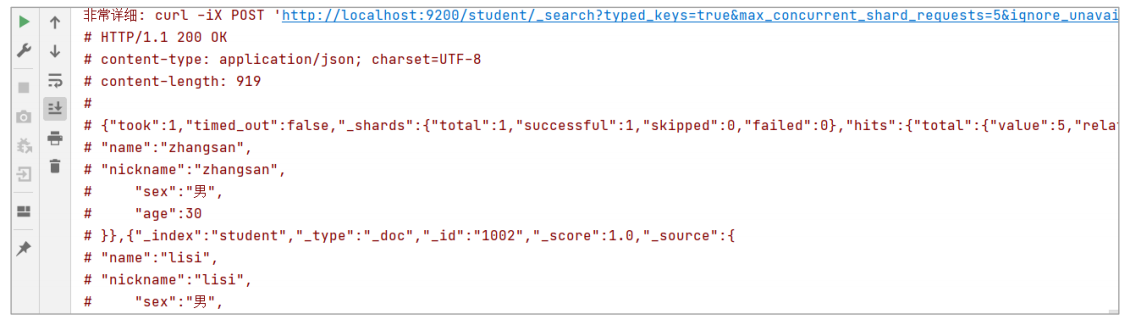 非常详细: curl -iX POST 'http://localhost:9200/student/_search?typed_keys=true&max_concurrent_shard_requests=5&ignore_unavai
# HTTP/1.1 200 OK
# content-type: application/json; charset=UTF-8
# content-length: 919
#
# {"took":1,"timed_out":false,"_shards":{"total":1,"successful":1,"skipped":0,"failed":0},"hits":{"total":{"value":5,"rela
# "name":"zhangsan",
# "nickname":"zhangsan",
#     "sex":"男",
#     "age":30
# }},{"_index":"student","_type":"_doc","_id":"1002","_score":1.0,"_source":{
# "name":"lisi",
# "nickname":"lisi",
#     "sex":"男",